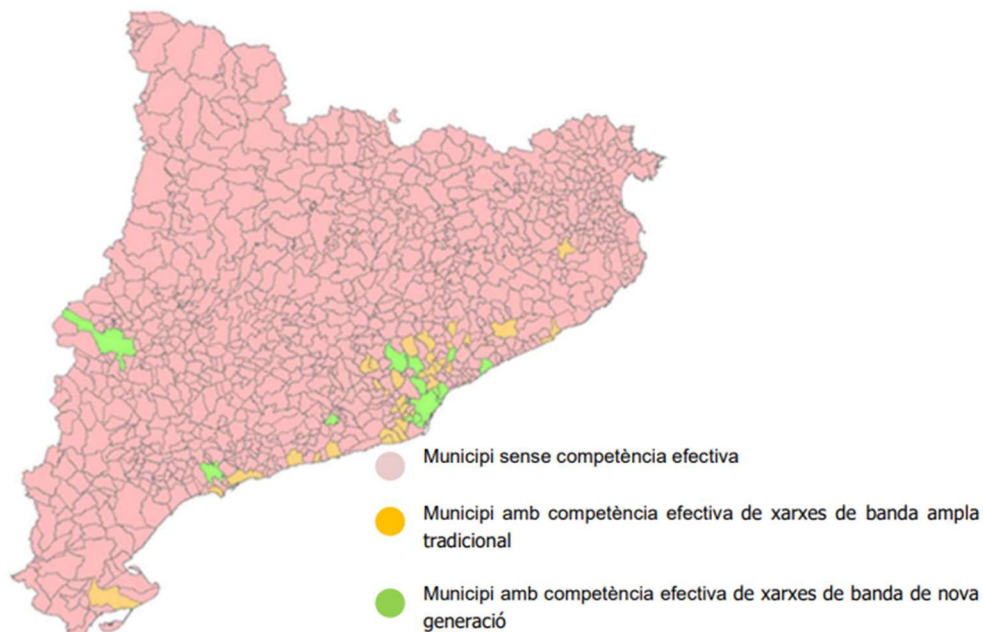 Municipi sense competència efectiva
Municipi amb competència efectiva de xarxes de banda ampla
tradicional
Municipi amb competència efectiva de xarxes de banda de nova
generació